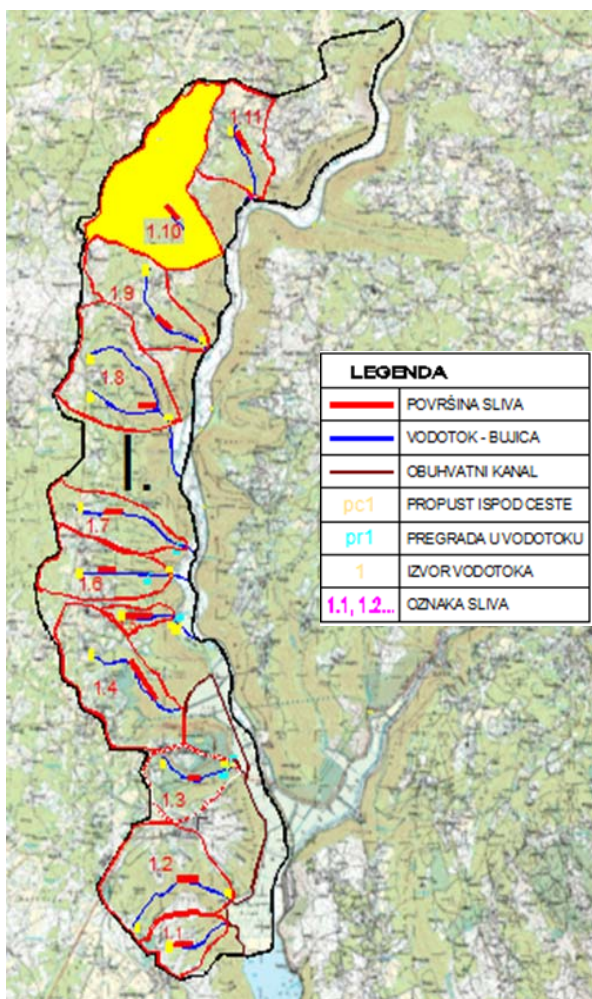 1.11
1.10
1.9
1.8
I.
1.7
1.6
1.4
1.3
1.2
1.1
LEGENDA
POVRŠINA SLIVA
VODOTOK - BUJICA
OBUHVATNI KANAL
pc1 PROPUST ISPOD CESTE
pr1 PREGRADA U VODOTOKU
1 IZVOR VODOTOKA
1.1, 1.2... OZNAKA SLIVA